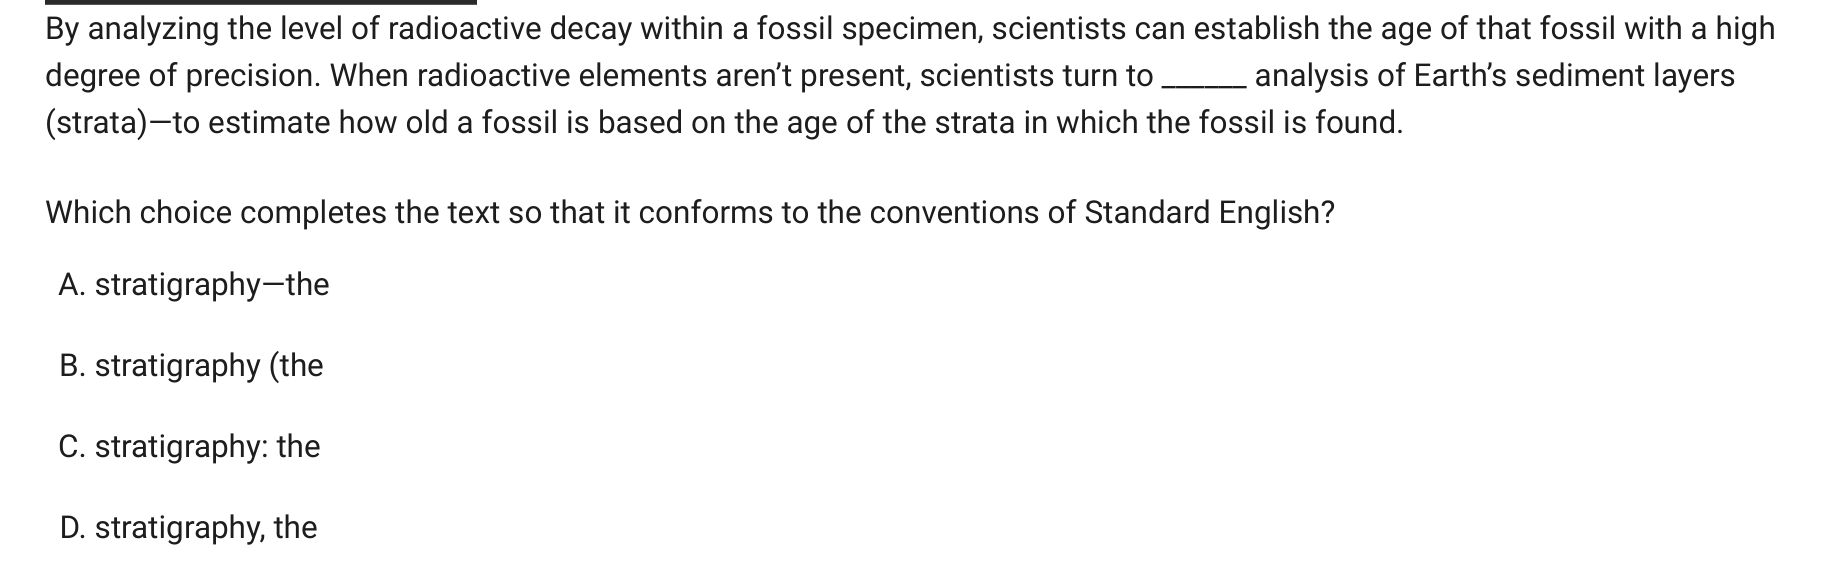 By analyzing the level of radioactive decay within a fossil specimen, scientists can establish the age of that fossil with a high
degree of precision. When radioactive elements aren’t present, scientists turn to ______ analysis of Earth’s sediment layers
(strata)—to estimate how old a fossil is based on the age of the strata in which the fossil is found.
Which choice completes the text so that it conforms to the conventions of Standard English?
A. stratigraphy—the
B. stratigraphy (the
C. stratigraphy: the
D. stratigraphy, the